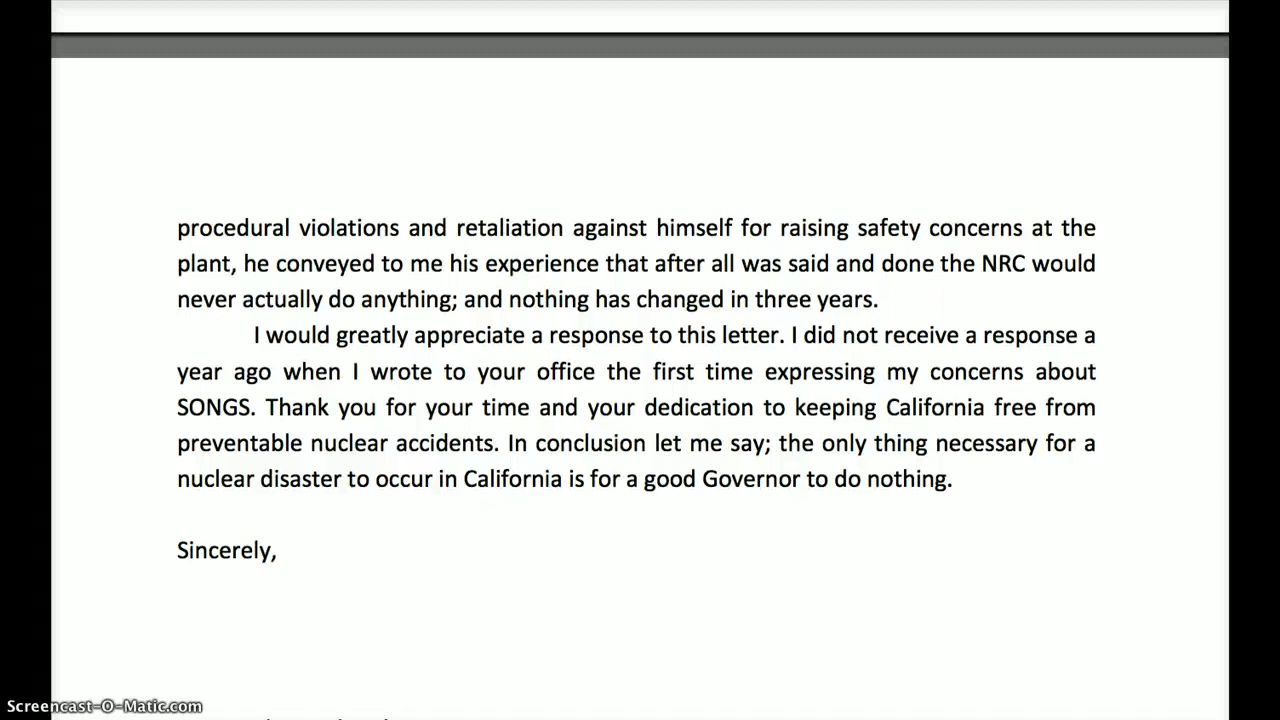 procedural violations and retaliation against himself for raising safety concerns at the
plant, he conveyed to me his experience that after all was said and done the NRC would
never actually do anything; and nothing has changed in three years.
I would greatly appreciate a response to this letter. I did not receive a response a
year ago when I wrote to your office the first time expressing my concerns about
SONGS. Thank you for your time and your dedication to keeping California free from
preventable nuclear accidents. In conclusion let me say; the only thing necessary for a
nuclear disaster to occur in California is for a good Governor to do nothing.
Sincerely,
Screencast-O-Matic.com